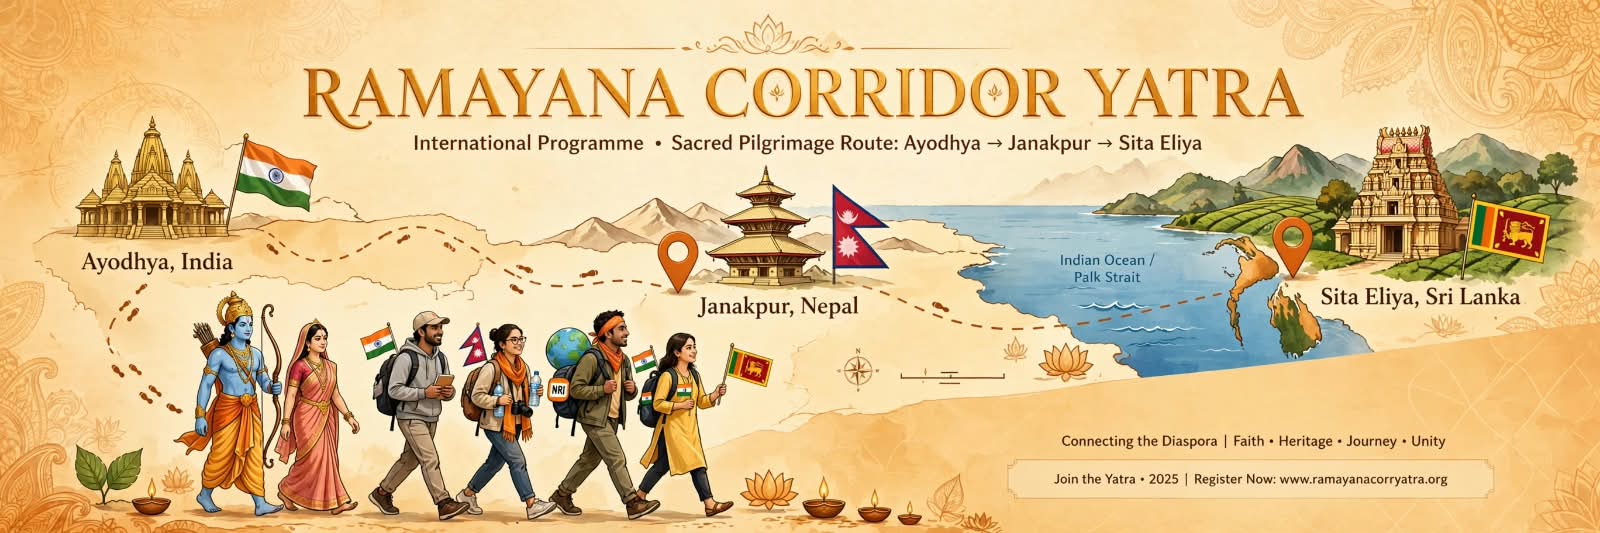 RAMAYANA CORRIDOR YATRA
International Programme • Sacred Pilgrimage Route: Ayodhya → Janakpur → Sita Eliya
Ayodhya, India
Janakpur, Nepal
Indian Ocean /
Palk Strait
Sita Eliya, Sri Lanka
NRI
N
Connecting the Diaspora | Faith • Heritage • Journey • Unity
Join the Yatra • 2025 | Register Now: www.ramayanacorryatra.org